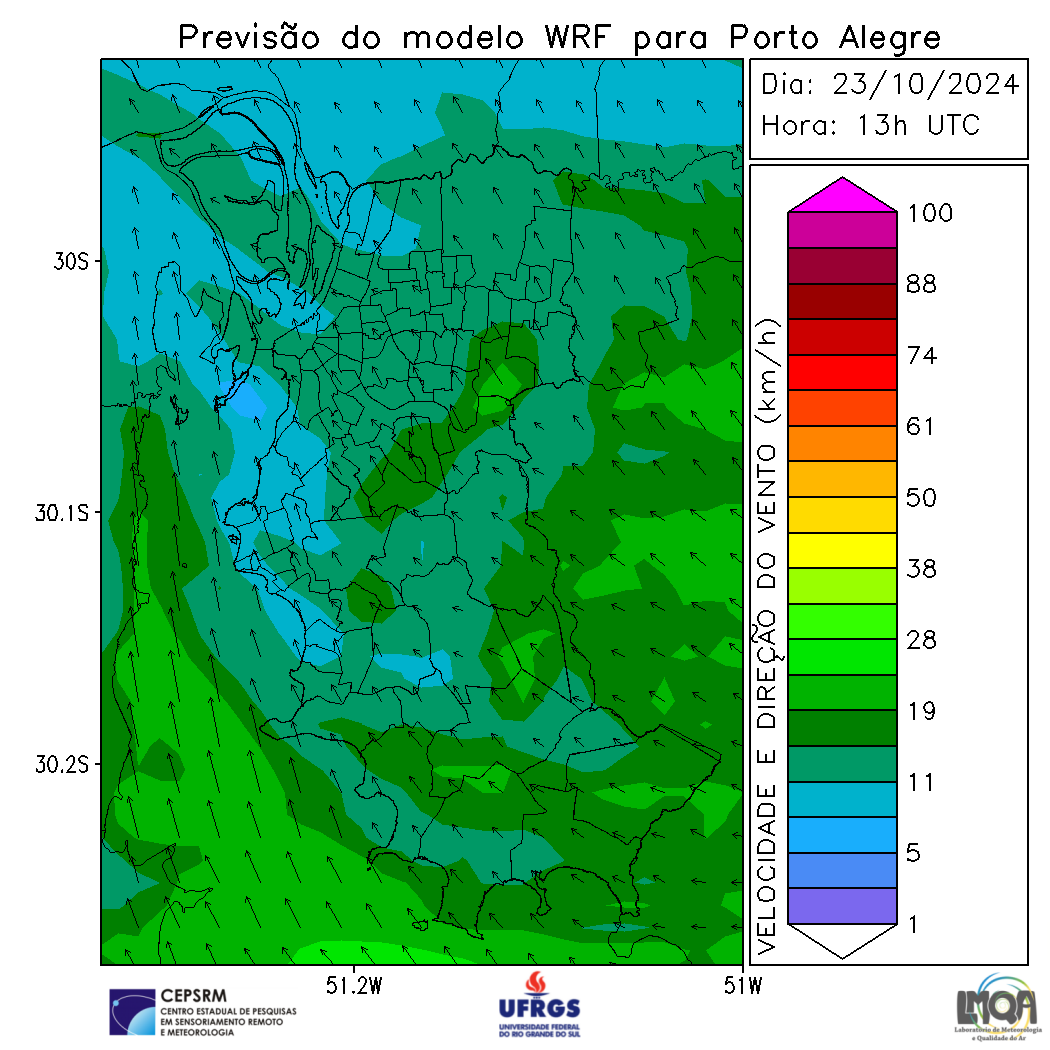 Previsão do modelo WRF para Porto Alegre
Dia: 23/10/2024
Hora: 13h UTC
30S
30.1S
30.2S
51.2W
51W
VELOCIDADE E DIREÇÃO DO VENTO (km/h)
100
88
74
61
50
38
28
19
11
5
1
CEPSRM
CENTRO ESTADUAL DE PESQUISAS
EM SENSORIAMENTO REMOTO
E METEOROLOGIA
UFRGS
UNIVERSIDADE FEDERAL
DO RIO GRANDE DO SUL
LMQA
Laboratório de Meteorologia
e Qualidade do Ar